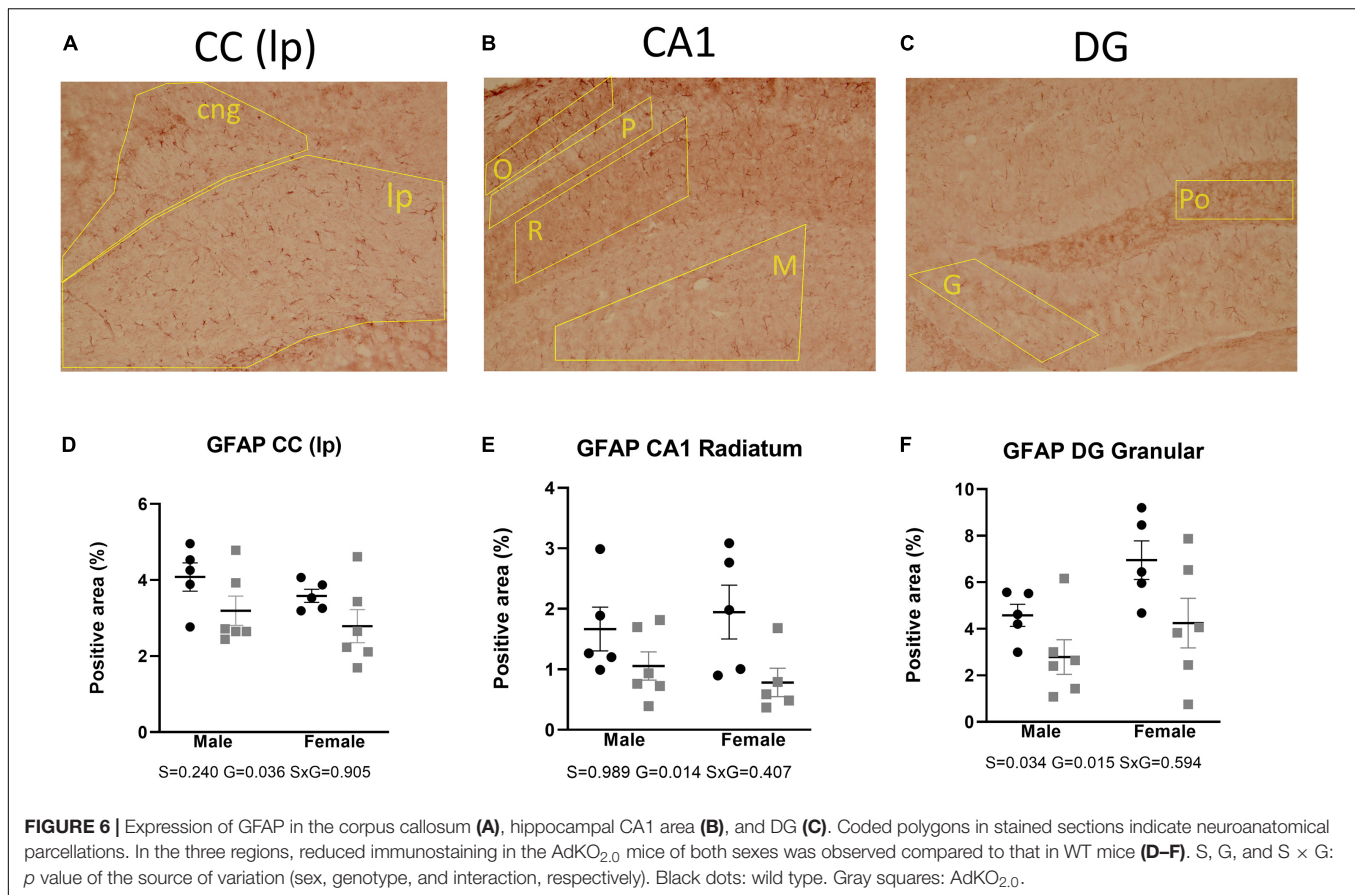 A CC (lp)
B CA1
C DG
cng
lp
O
P
R
M
Po
G
D GFAP CC (lp)
Positive area (%)
6
4
2
0
Male Female
S=0.240 G=0.036 SxG=0.905
E GFAP CA1 Radiatum
Positive area (%)
4
3
2
1
0
Male Female
S=0.989 G=0.014 SxG=0.407
F GFAP DG Granular
Positive area (%)
10
8
6
4
2
0
Male Female
S=0.034 G=0.015 SxG=0.594
FIGURE 6 | Expression of GFAP in the corpus callosum (A), hippocampal CA1 area (B), and DG (C). Coded polygons in stained sections indicate neuroanatomical
parcellations. In the three regions, reduced immunostaining in the AdKO2.0 mice of both sexes was observed compared to that in WT mice (D–F). S, G, and S × G:
p value of the source of variation (sex, genotype, and interaction, respectively). Black dots: wild type. Gray squares: AdKO2.0.